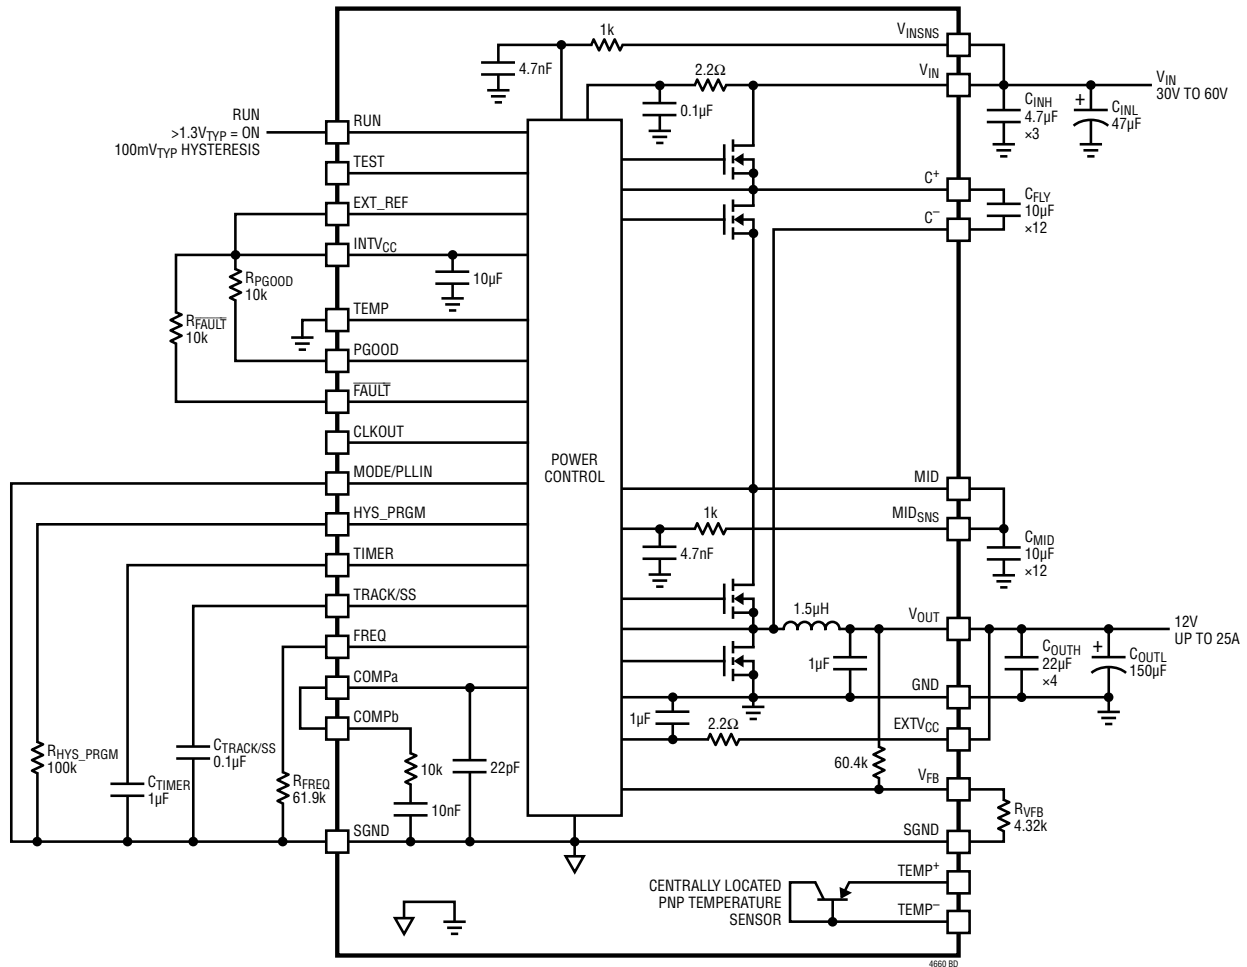 VINSNS
1k
4.7nF
VIN
2.2Ω
0.1µF
VIN
30V TO 60V
CINH
4.7µF
×3
+
CINL
47µF
RUN
>1.3VTYP = ON
100mVTYP HYSTERESIS
RUN
TEST
EXT_REF
INTVCC
10µF
RPGOOD
10k
RFAULT
10k
TEMP
PGOOD
FAULT
CLKOUT
MODE/PLLIN
HYS_PRGM
TIMER
TRACK/SS
FREQ
COMPa
COMPb
POWER
CONTROL
C+
C–
CFLY
10µF
×12
MID
MIDSNS
1k
4.7nF
CMID
10µF
×12
1.5µH
VOUT
12V
UP TO 25A
1µF
COUTH
22µF
×4
+
COUTL
150µF
GND
1µF
2.2Ω
EXTVCC
60.4k
VFB
RVFB
4.32k
RHYS_PRGM
100k
CTIMER
1µF
CTRACK/SS
0.1µF
RFREQ
61.9k
10k
22pF
10nF
SGND
SGND
TEMP+
CENTRALLY LOCATED
PNP TEMPERATURE
SENSOR
TEMP–
4660 BD